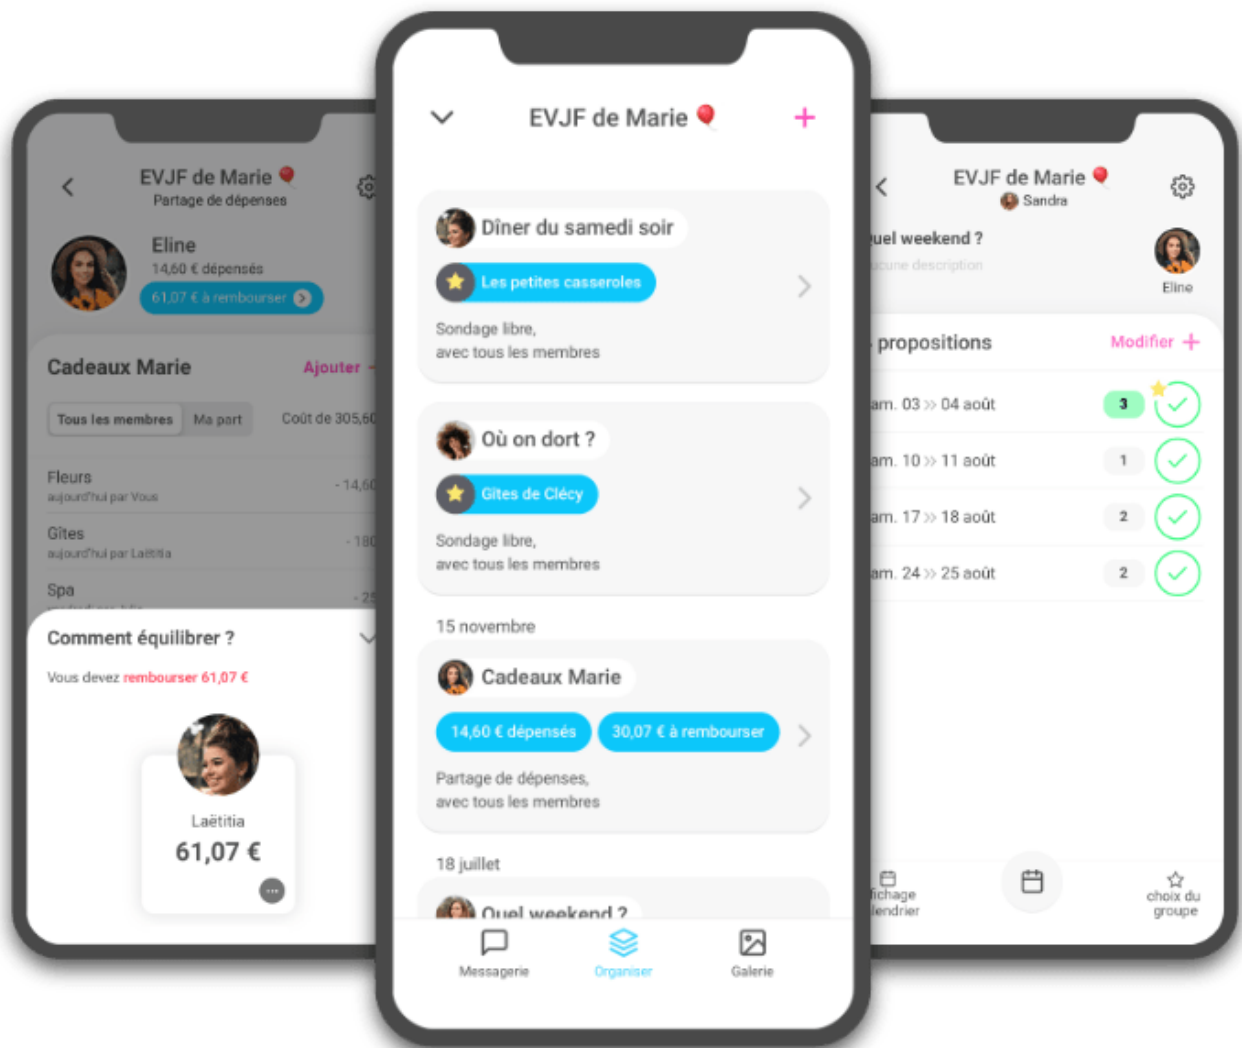 EVJF de Marie
Partage de dépenses
Eline
14,60 € dépensés
61,07 € à rembourser
Cadeaux Marie
Ajouter
Tous les membres
Ma part
Coût de 305,60
Fleurs
aujourd'hui par Vous
- 14,60
Gîtes
aujourd'hui par Laëtitia
- 180
Spa
- 25
Comment équilibrer ?
Vous devez rembourser 61,07 €
Laëtitia
61,07 €
EVJF de Marie
Dîner du samedi soir
Les petites casseroles
Sondage libre,
avec tous les membres
Où on dort ?
Gîtes de Clécy
Sondage libre,
avec tous les membres
15 novembre
Cadeaux Marie
14,60 € dépensés
30,07 € à rembourser
Partage de dépenses,
avec tous les membres
18 juillet
Quel weekend ?
Messagerie
Organiser
Galerie
EVJF de Marie
Sandra
uel weekend ?
ucune description
Eline
propositions
Modifier +
am. 03 >> 04 août
3
am. 10 >> 11 août
1
am. 17 >> 18 août
2
am. 24 >> 25 août
2
fichage
lendrier
choix du
groupe